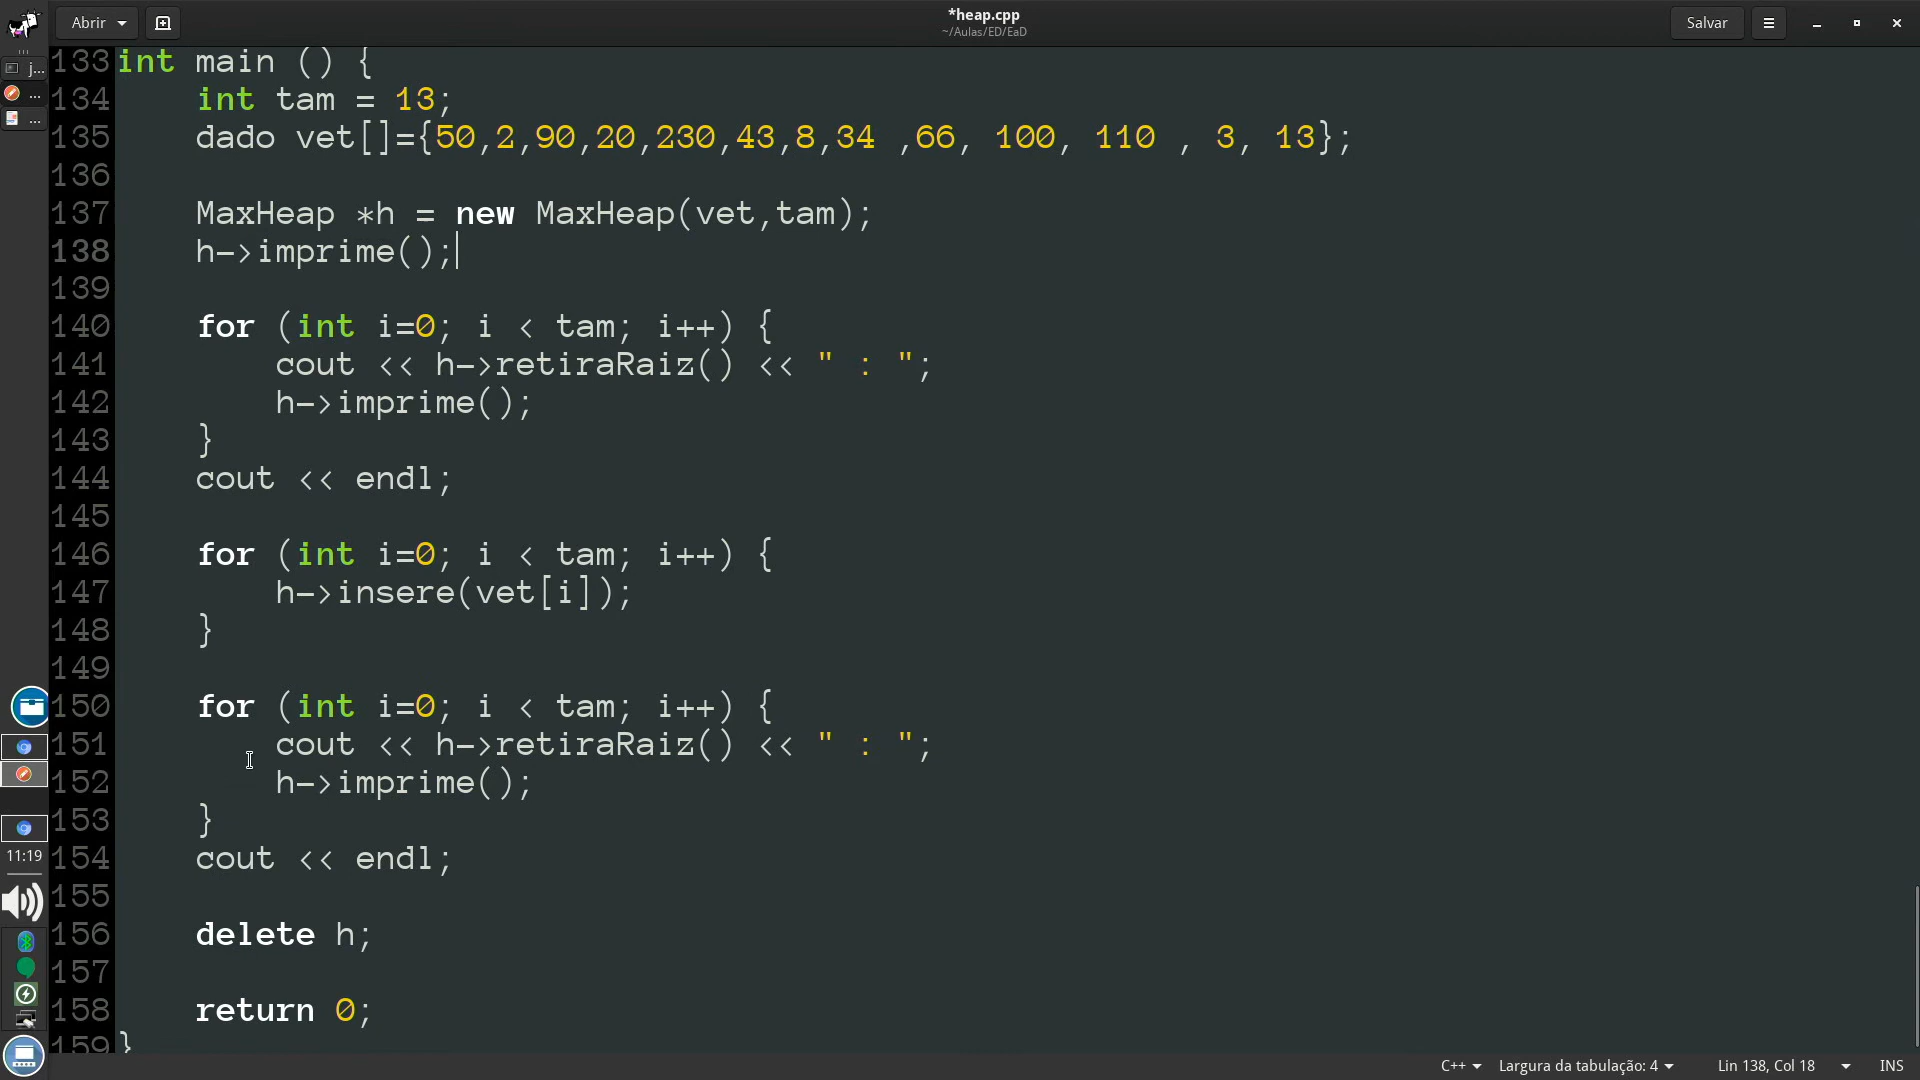 Abrir
*heap.cpp
~/Aulas/ED/EaD
Salvar
j...
...
...
133 int main () {
134     int tam = 13;
135     dado vet[]={50,2,90,20,230,43,8,34 ,66, 100, 110 , 3, 13};
136
137     MaxHeap *h = new MaxHeap(vet,tam);
138     h->imprime();
139
140     for (int i=0; i < tam; i++) {
141         cout << h->retiraRaiz() << " : ";
142         h->imprime();
143     }
144     cout << endl;
145
146     for (int i=0; i < tam; i++) {
147         h->insere(vet[i]);
148     }
149
150     for (int i=0; i < tam; i++) {
151         cout << h->retiraRaiz() << " : ";
152         h->imprime();
153     }
154     cout << endl;
155
156     delete h;
157
158     return 0;
159 }
11:19
C++
Largura da tabulação: 4
Lin 138, Col 18
INS